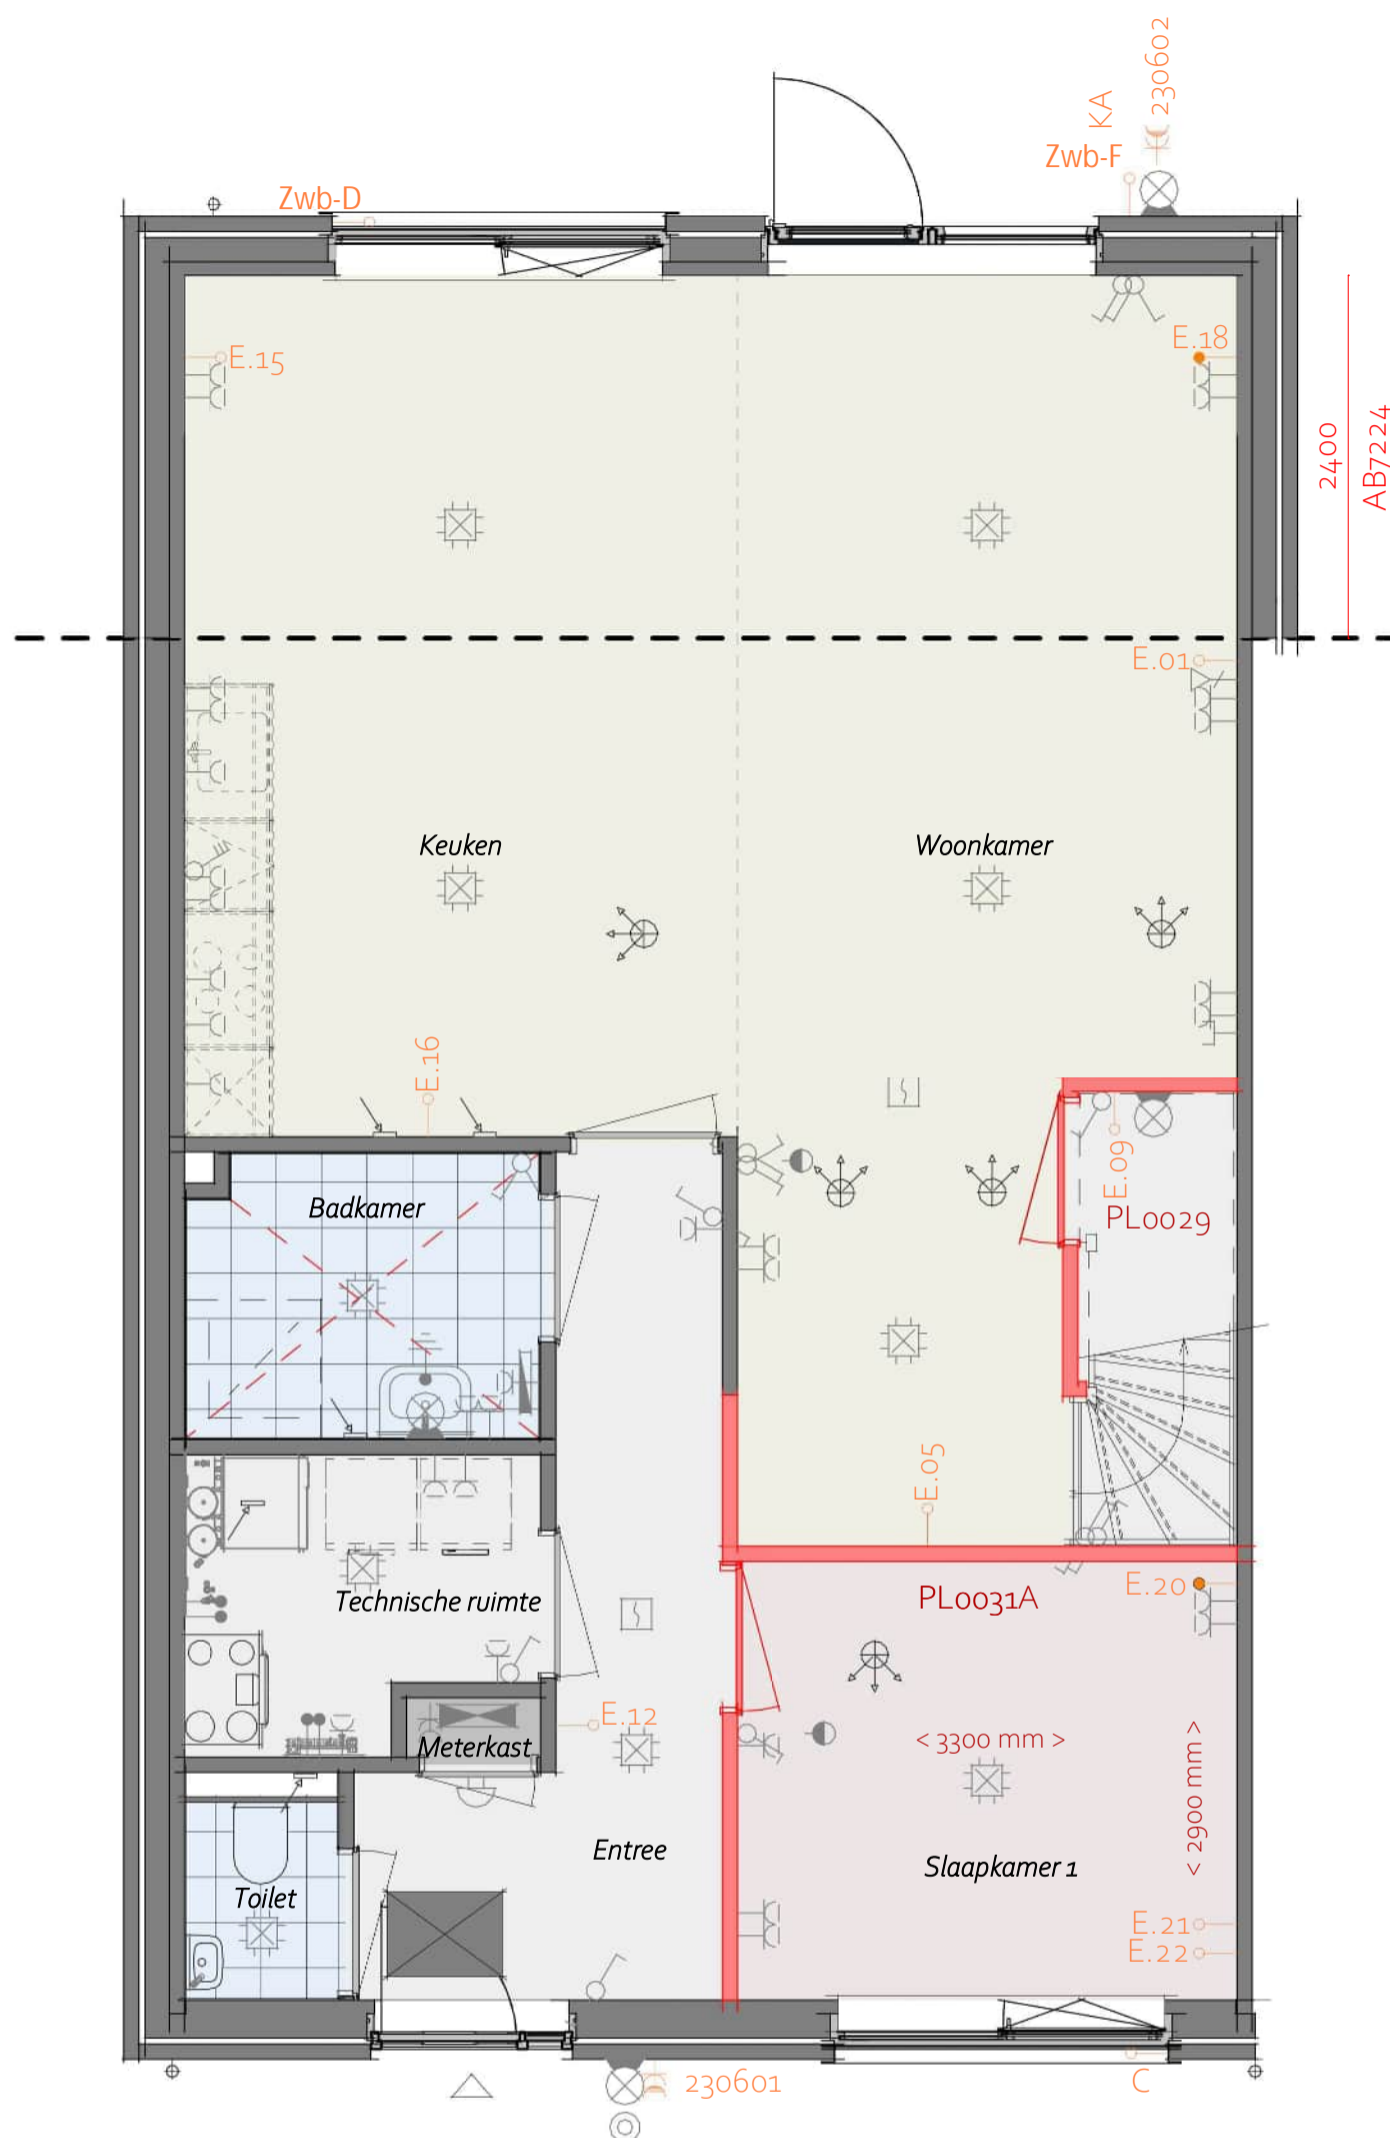 230602
KA
Zwb-F
Zwb-D
E.15
E.18
2400
AB7224
E.01
Keuken
Woonkamer
E.16
E.09
PL0029
Badkamer
E.05
PL0031A
E.20
Technische ruimte
E.12
Meterkast
< 3300 mm >
< 2900 mm >
Entree
Slaapkamer 1
Toilet
E.21
E.22
230601
C